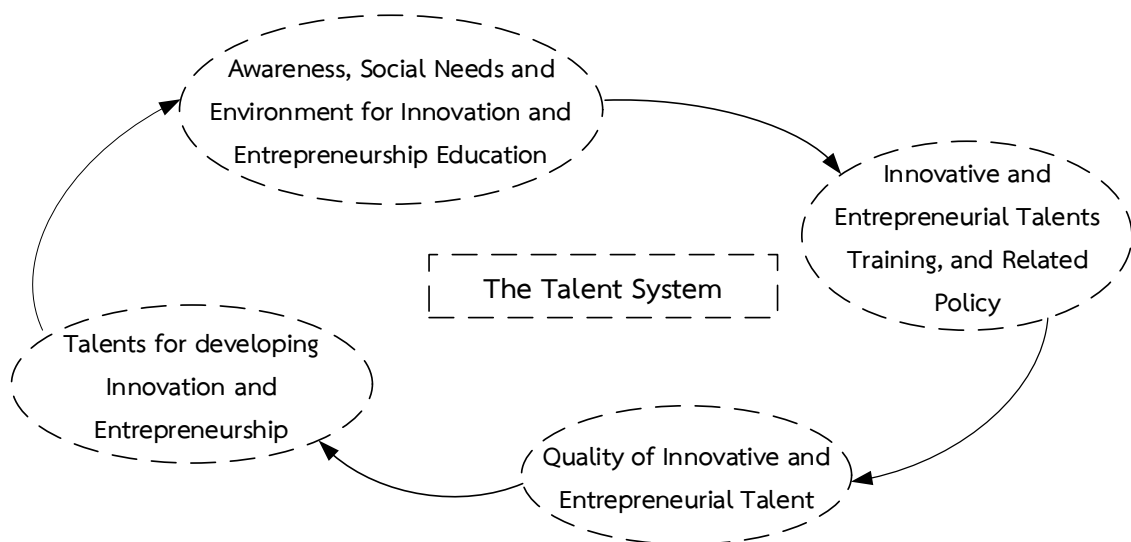 Awareness, Social Needs and
Environment for Innovation and
Entrepreneurship Education
Innovative and
Entrepreneurial Talents
Training, and Related
Policy
The Talent System
Talents for developing
Innovation and
Entrepreneurship
Quality of Innovative and
Entrepreneurial Talent